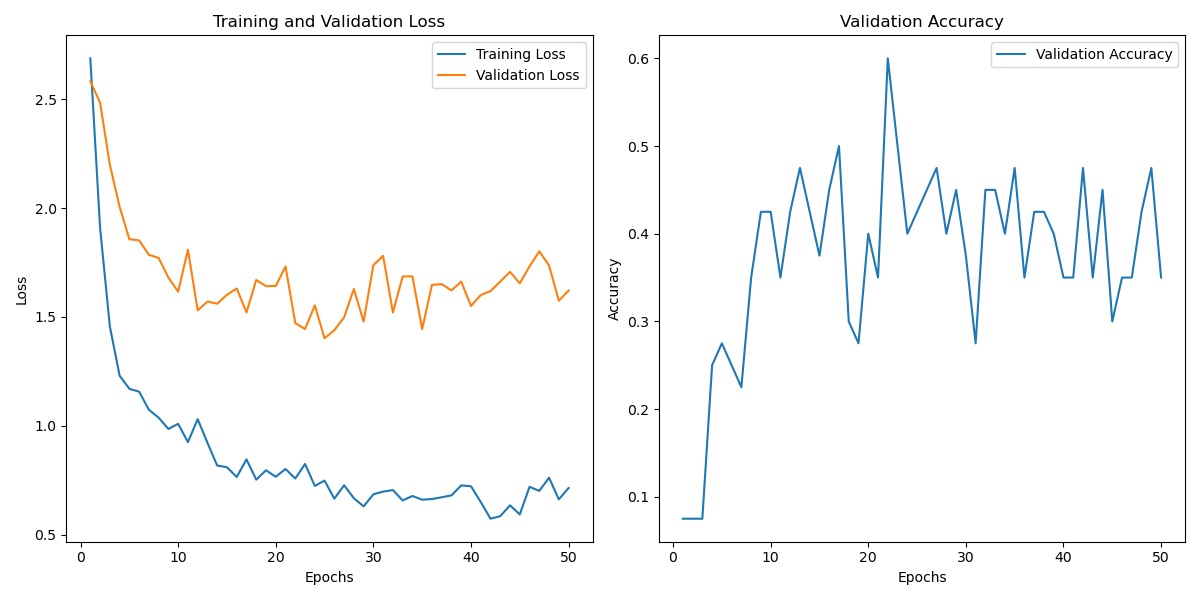 Training and Validation Loss
Training Loss
Validation Loss
2.5
2.0
1.5
1.0
0.5
Loss
0
10
20
30
40
50
Epochs
Validation Accuracy
Validation Accuracy
0.6
0.5
0.4
0.3
0.2
0.1
Accuracy
0
10
20
30
40
50
Epochs